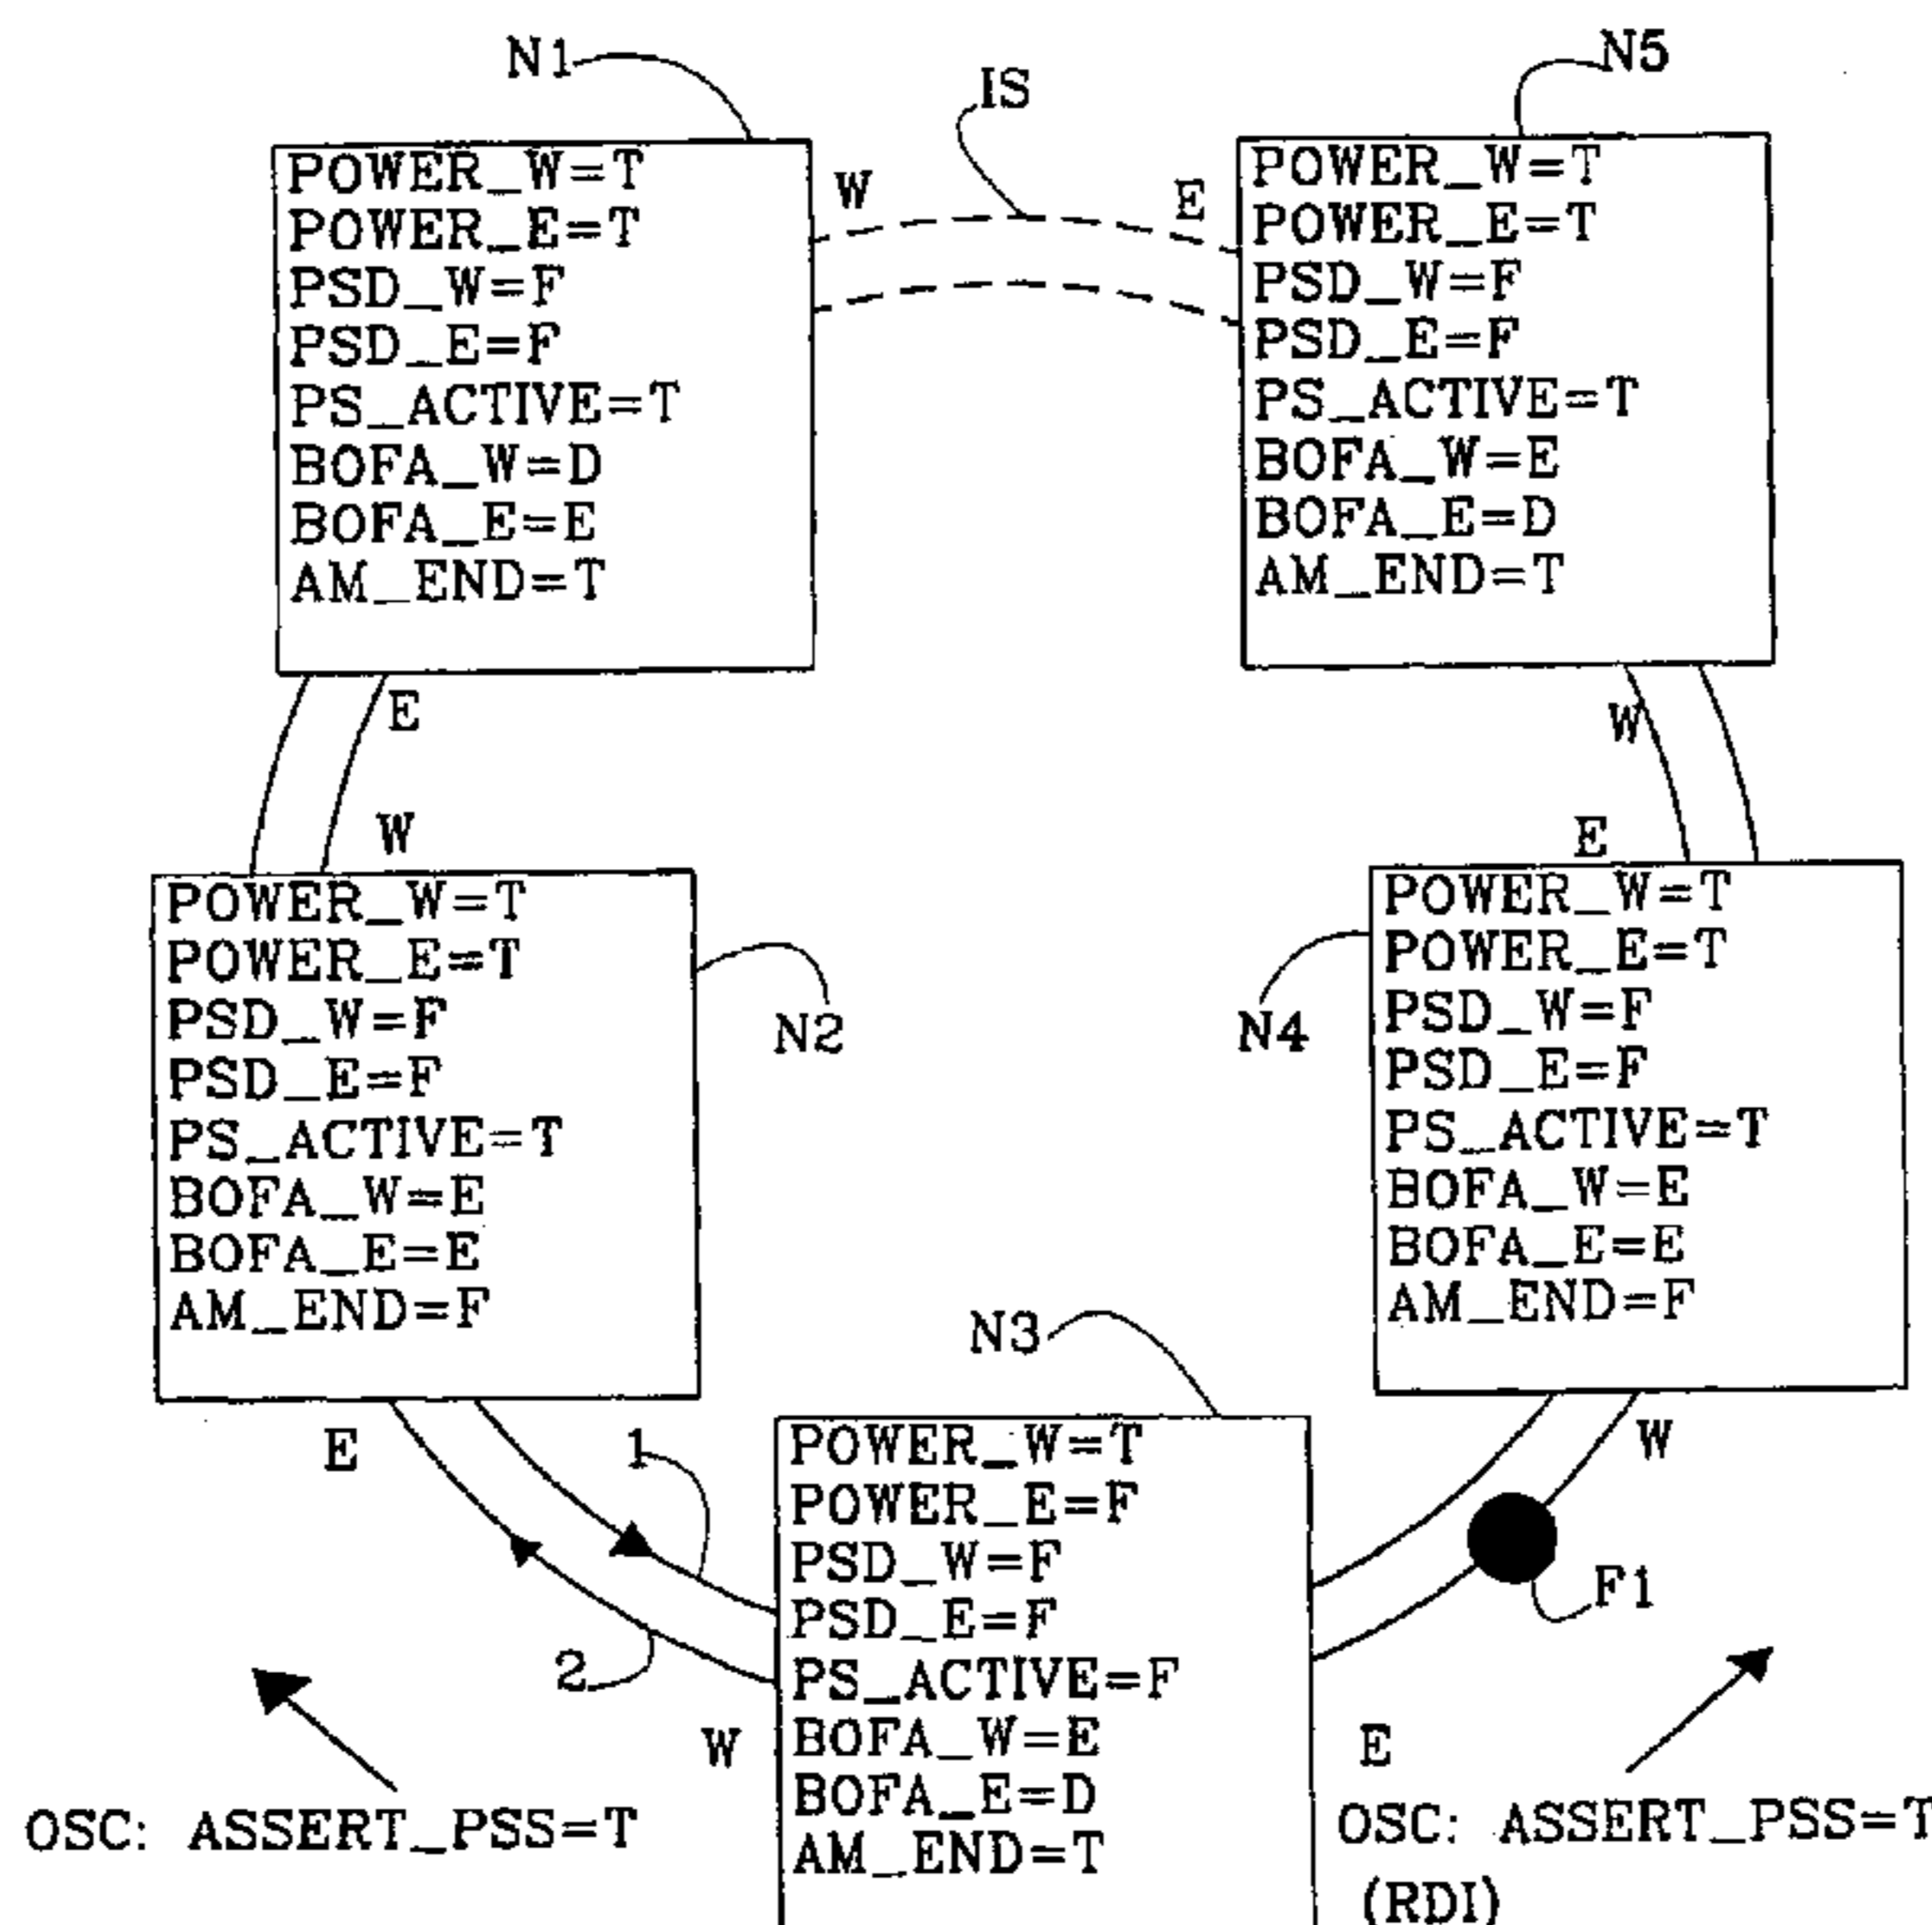 N1
IS
N5
POWER_W=T
POWER_E=T
PSD_W=F
PSD_E=F
PS_ACTIVE=T
BOFA_W=D
BOFA_E=E
AM_END=T
W
E
POWER_W=T
POWER_E=T
PSD_W=F
PSD_E=F
PS_ACTIVE=T
BOFA_W=E
BOFA_E=D
AM_END=T
E
W
W
E
POWER_W=T
POWER_E=T
PSD_W=F
PSD_E=F
PS_ACTIVE=T
BOFA_W=E
BOFA_E=E
AM_END=F
N2
N4
POWER_W=T
POWER_E=T
PSD_W=F
PSD_E=F
PS_ACTIVE=T
BOFA_W=E
BOFA_E=E
AM_END=F
N3
E
1
2
W
POWER_W=T
POWER_E=F
PSD_W=F
PSD_E=F
PS_ACTIVE=F
BOFA_W=E
BOFA_E=D
AM_END=T
W
F1
E
OSC: ASSERT_PSS=T
OSC: ASSERT_PSS=T
(RDI)